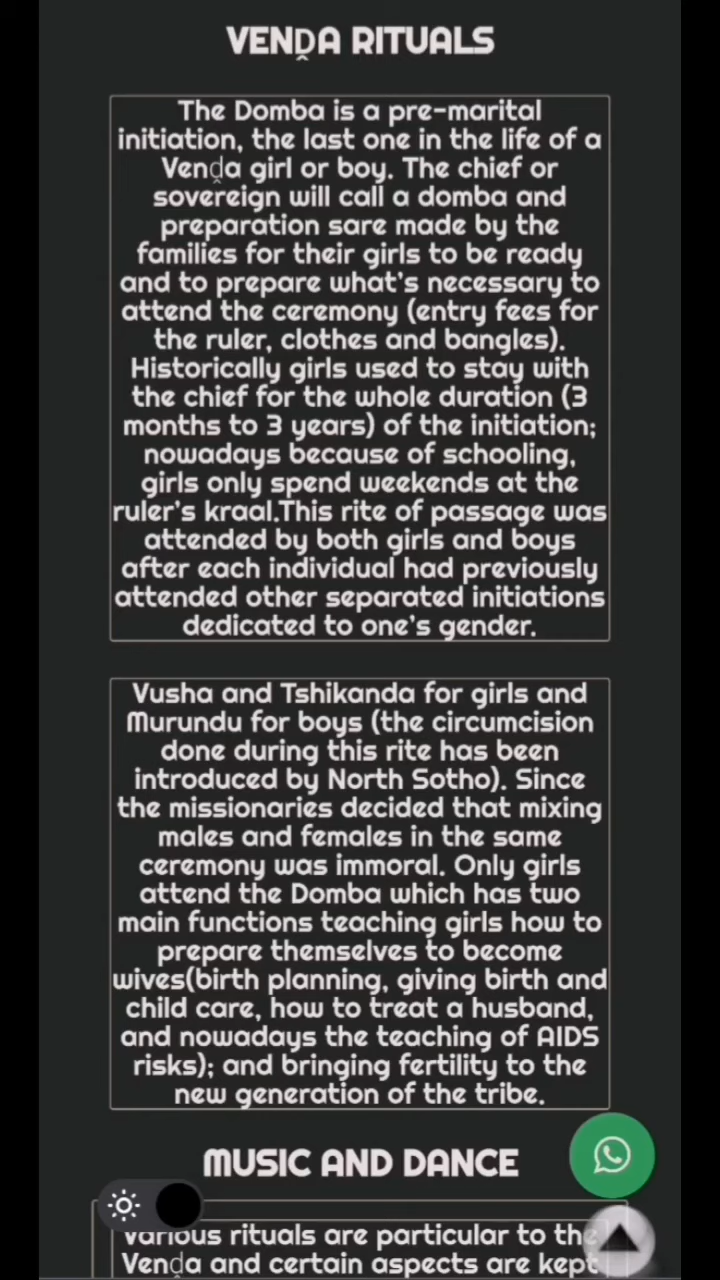 VENḒA RITUALS
The Domba is a pre-marital
initiation, the last one in the life of a
Venḓa girl or boy. The chief or
sovereign will call a domba and
preparation sare made by the
families for their girls to be ready
and to prepare what's necessary to
attend the ceremony (entry fees for
the ruler, clothes and bangles).
Historically girls used to stay with
the chief for the whole duration (3
months to 3 years) of the initiation;
nowadays because of schooling,
girls only spend weekends at the
ruler's kraal.This rite of passage was
attended by both girls and boys
after each individual had previously
attended other separated initiations
dedicated to one's gender.
Vusha and Tshikanda for girls and
Murundu for boys (the circumcision
done during this rite has been
introduced by North Sotho). Since
the missionaries decided that mixing
males and females in the same
ceremony was immoral. Only girls
attend the Domba which has two
main functions teaching girls how to
prepare themselves to become
wives(birth planning, giving birth and
child care, how to treat a husband,
and nowadays the teaching of AIDS
risks); and bringing fertility to the
new generation of the tribe.
MUSIC AND DANCE
Various rituals are particular to the
Venḓa and certain aspects are kept